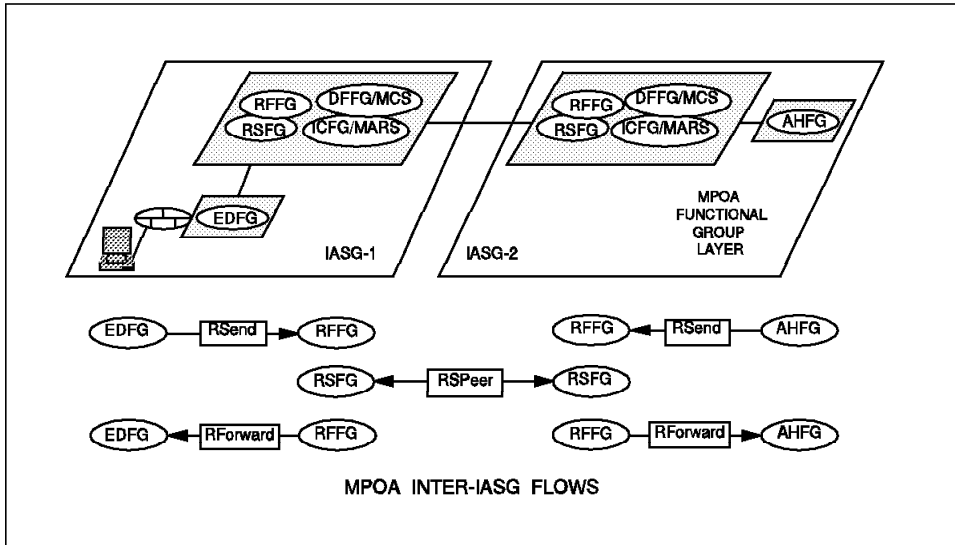 RFFG DFFG/MCS RFFG DFFG/MCS
RSFG ICFG/MARS RSFG ICFG/MARS AHFG
EDFG
MPOA
FUNCTIONAL
GROUP
LAYER
IASG-1 IASG-2
EDFG RSend RFFG RFFG RSend AHFG
RSFG RSPeer RSFG
EDFG RForward RFFG RFFG RForward AHFG
MPOA INTER-IASG FLOWS